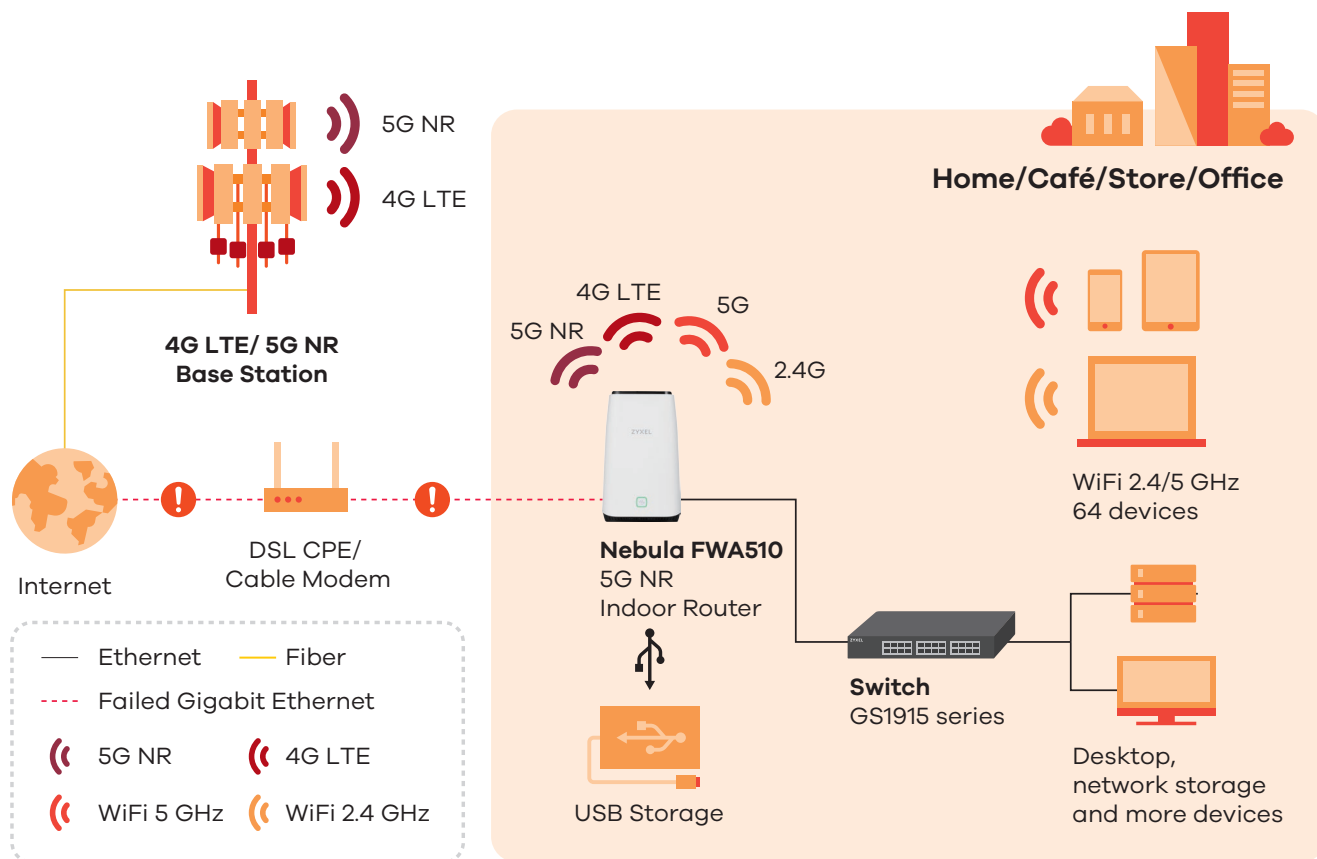 5G NR
4G LTE
4G LTE/ 5G NR
Base Station
Home/Café/Store/Office
4G LTE
5G
5G NR
2.4G
ZYXEL
WiFi 2.4/5 GHz
64 devices
Internet
DSL CPE/
Cable Modem
Nebula FWA510
5G NR
Indoor Router
ZYXEL
Switch
GS1915 series
USB Storage
Desktop,
network storage
and more devices
Ethernet
Fiber
Failed Gigabit Ethernet
5G NR
4G LTE
WiFi 5 GHz
WiFi 2.4 GHz